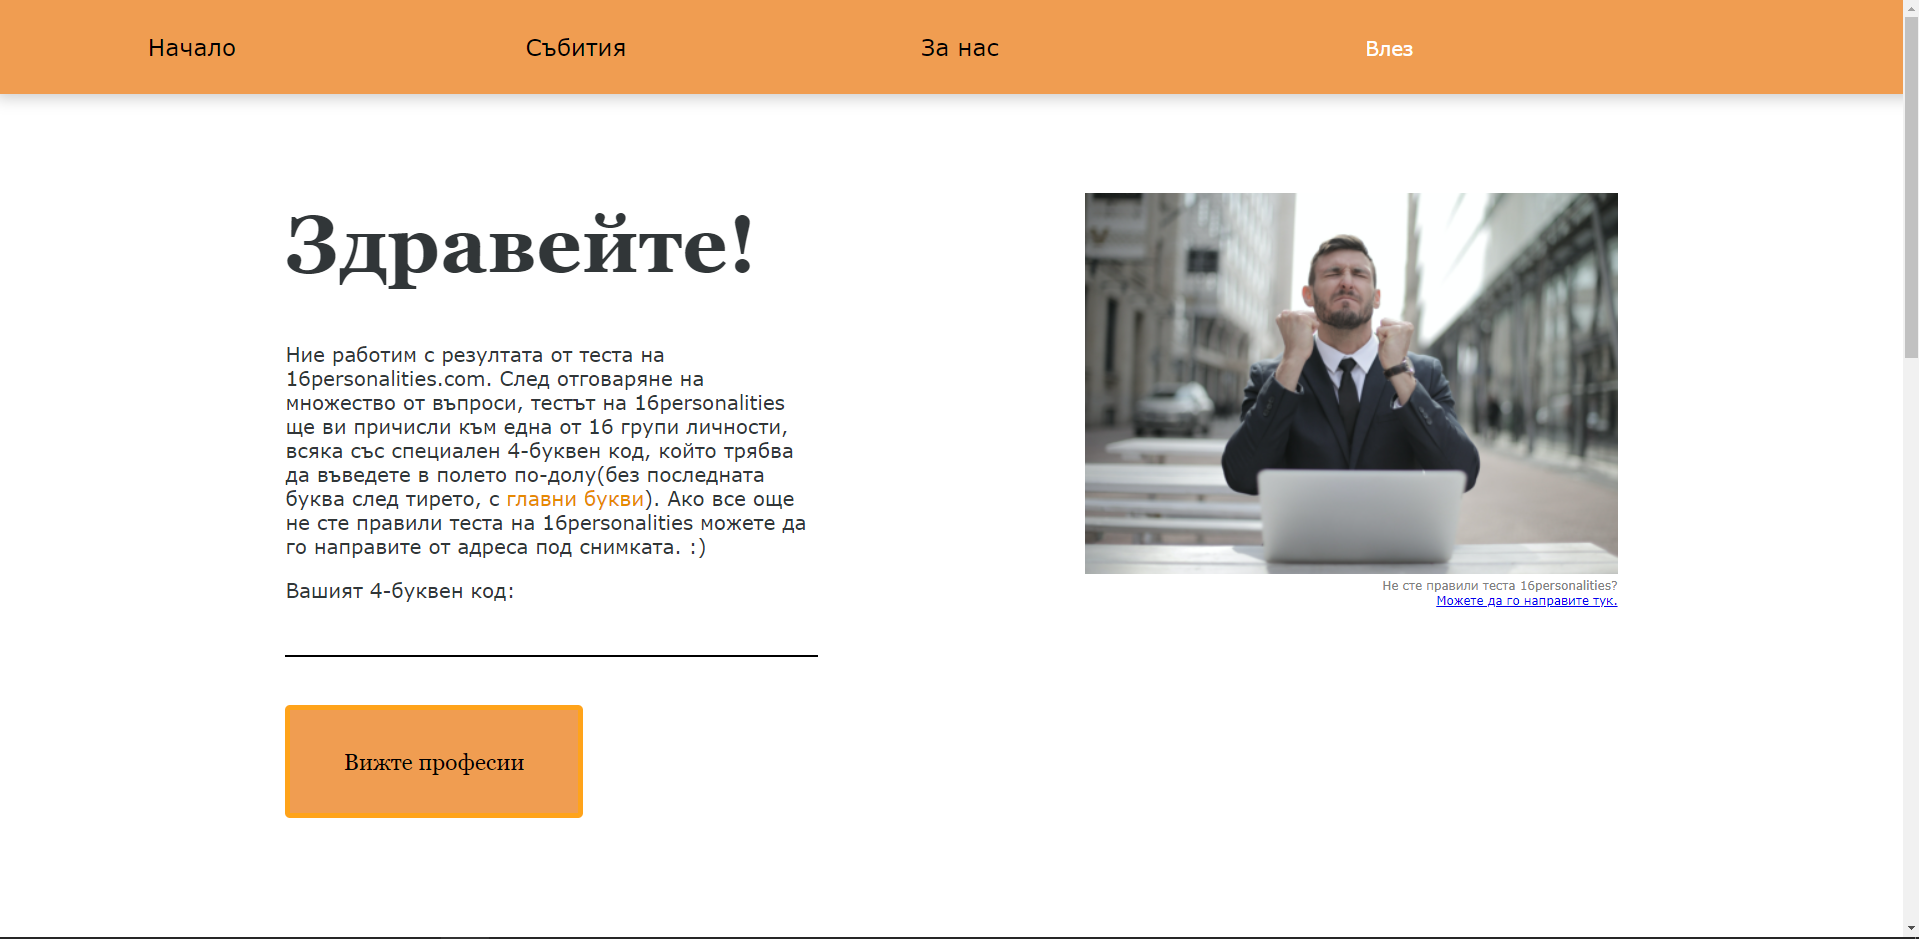 Начало
Събития
За нас
Влез
Здравейте!
Ние работим с резултата от теста на
16personalities.com. След отговаряне на
множество от въпроси, тестът на 16personalities
ще ви причисли към една от 16 групи личности,
всяка със специален 4-буквен код, който трябва
да въведете в полето по-долу(без последната
буква след тирето, с главни букви). Ако все още
не сте правили теста на 16personalities можете да
го направите от адреса под снимката. :)
Вашият 4-буквен код:
Вижте професии
Не сте правили теста 16personalities?
Можете да го направите тук.